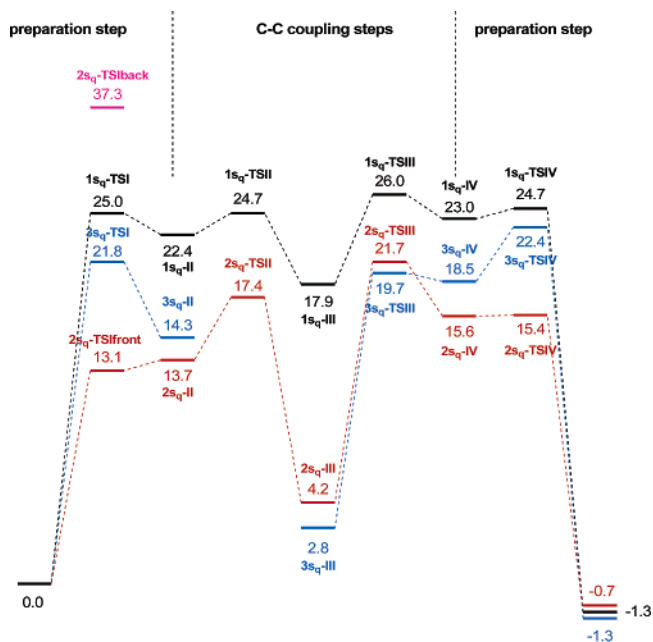 preparation step
C-C coupling steps
preparation step
2sq-TSIback
37.3
1sq-TSI
25.0
3sq-TSI
21.8
2sq-TSIfront
13.1
22.4
1sq-II
3sq-II
14.3
13.7
2sq-II
1sq-TSII
24.7
2sq-TSII
17.4
17.9
1sq-III
2sq-III
4.2
2.8
3sq-III
1sq-TSIII
26.0
2sq-TSIII
21.7
19.7
3sq-TSIII
1sq-IV
23.0
3sq-IV
18.5
15.6
2sq-IV
1sq-TSIV
24.7
22.4
3sq-TSIV
15.4
2sq-TSIV
0.0
-0.7
-1.3
-1.3